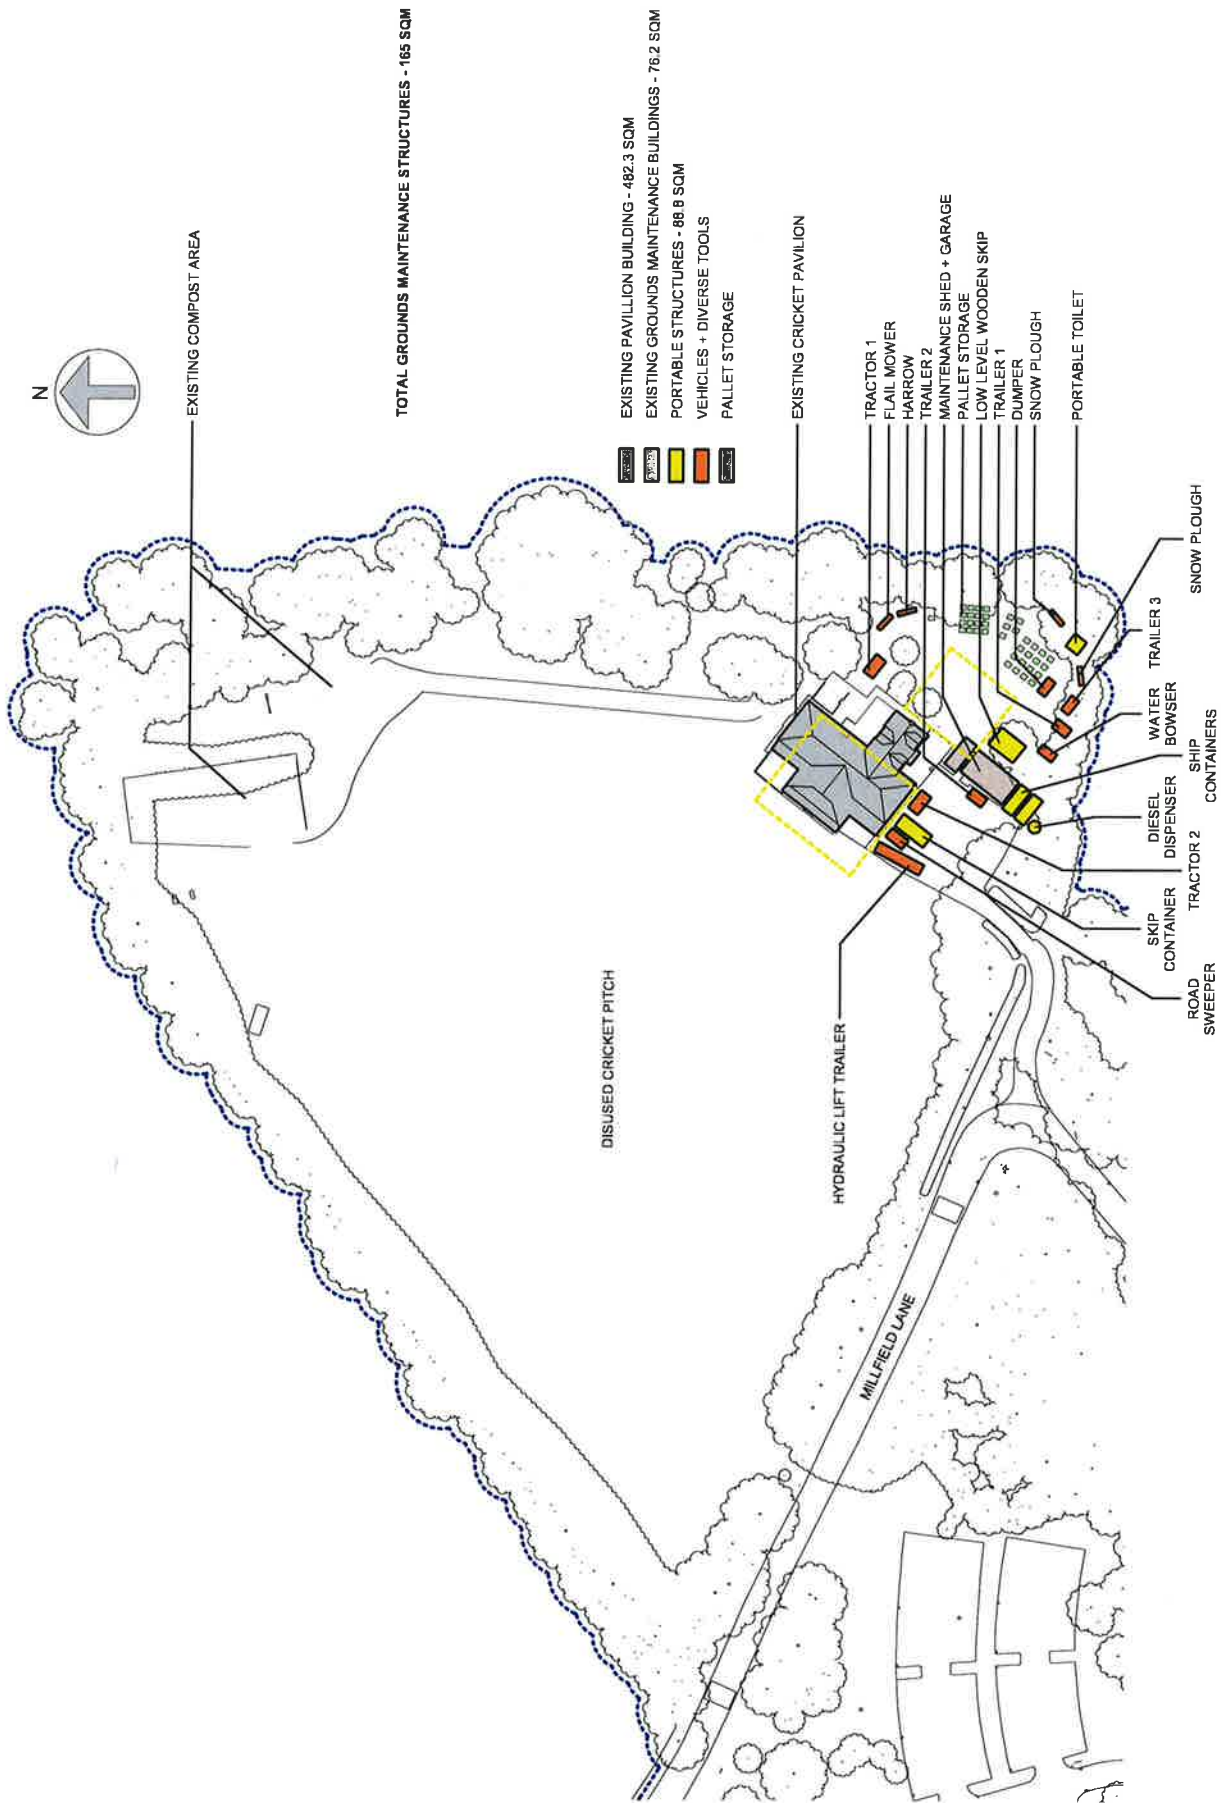 N
EXISTING COMPOST AREA
TOTAL GROUNDS MAINTENANCE STRUCTURES - 165 SQM
EXISTING PAVILLION BUILDING - 482.3 SQM
EXISTING GROUNDS MAINTENANCE BUILDINGS - 76.2 SQM
PORTABLE STRUCTURES - 88.8 SQM
VEHICLES + DIVERSE TOOLS
PALLET STORAGE
EXISTING CRICKET PAVILION
TRACTOR 1
FLAIL MOWER
HARROW
TRAILER 2
MAINTENANCE SHED + GARAGE
PALLET STORAGE
LOW LEVEL WOODEN SKIP
TRAILER 1
DUMPER
SNOW PLOUGH
PORTABLE TOILET
SNOW PLOUGH
TRAILER 3
WATER
BOWSER
SHIP
CONTAINERS
DIESEL
DISPENSER
TRACTOR 2
SKIP
CONTAINER
ROAD
SWEEPER
HYDRAULIC LIFT TRAILER
DISUSED CRICKET PITCH
MILLFIELD LANE